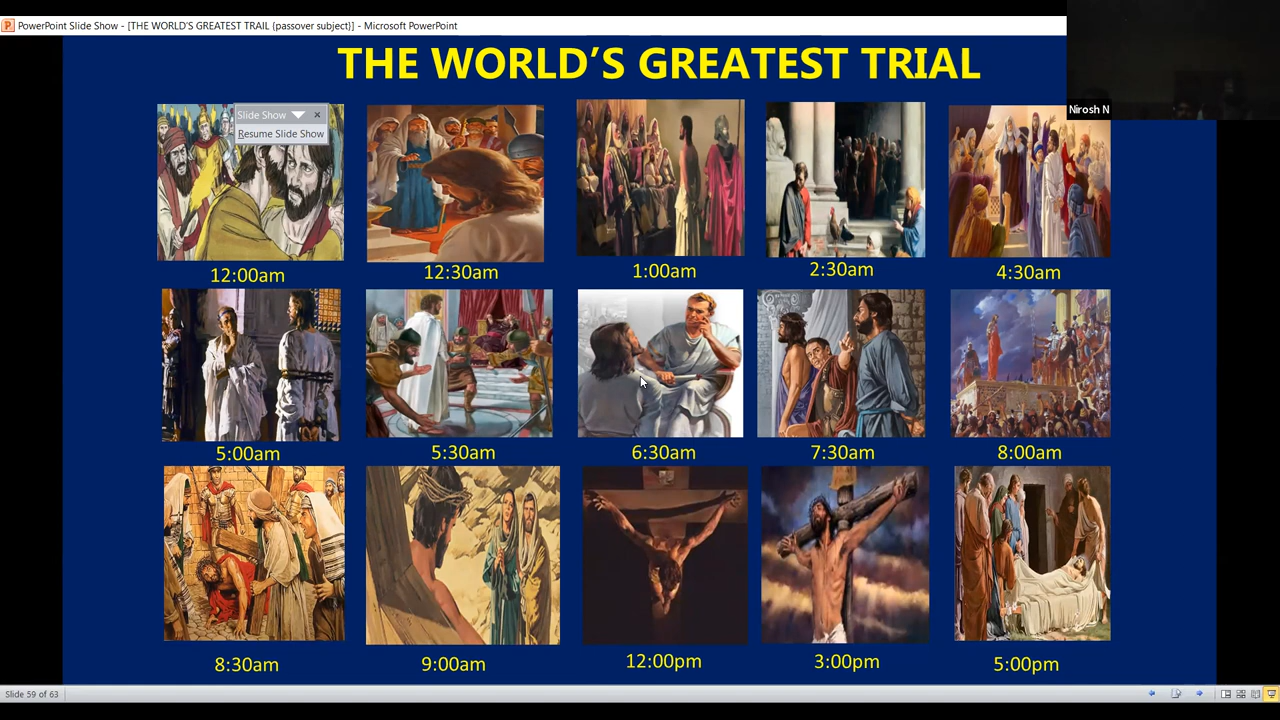 PowerPoint Slide Show - [THE WORLD'S GREATEST TRAIL (passover subject)] - Microsoft PowerPoint
THE WORLD'S GREATEST TRIAL
Nirosh N
Slide Show
Resume Slide Show
12:00am
12:30am
1:00am
2:30am
4:30am
5:00am
5:30am
6:30am
7:30am
8:00am
8:30am
9:00am
12:00pm
3:00pm
5:00pm
Slide 59 of 63